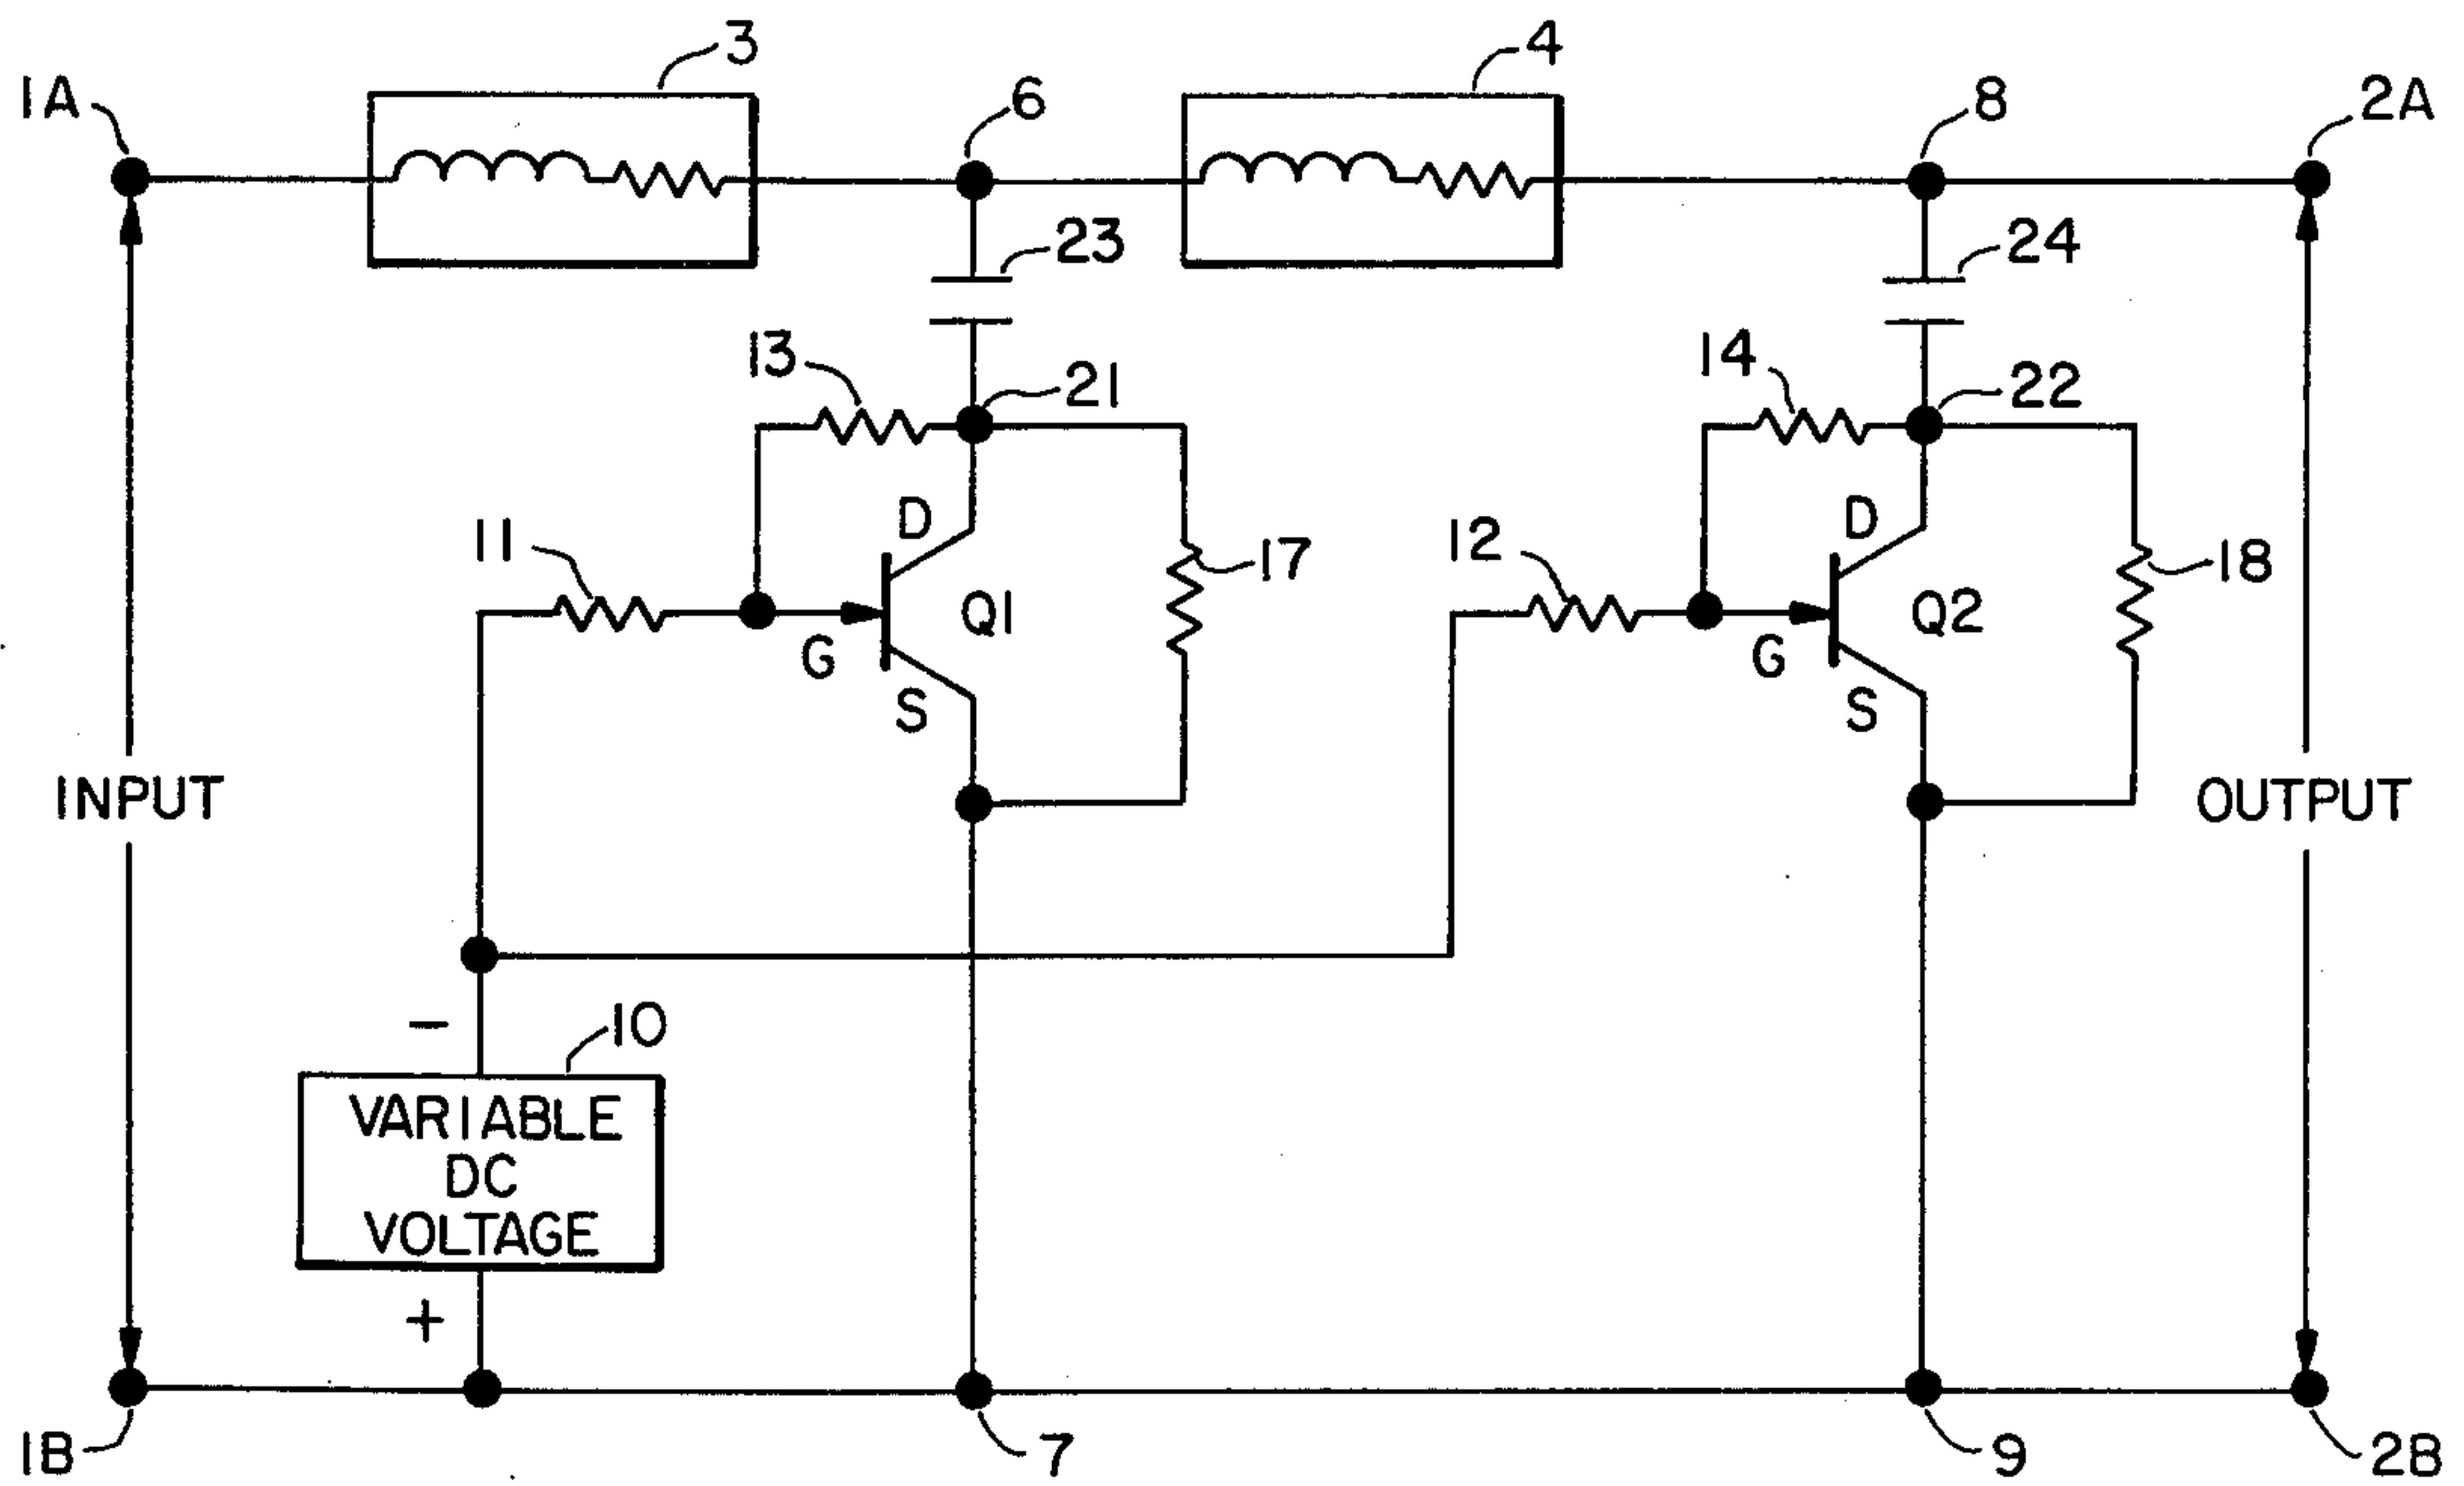 3
4
1A
6
8
2A
23
24
13
21
14
22
D
D
11
17
12
18
Q1
Q2
G
G
S
S
INPUT
OUTPUT
−
10
VARIABLE
DC
VOLTAGE
+
1B
7
9
2B